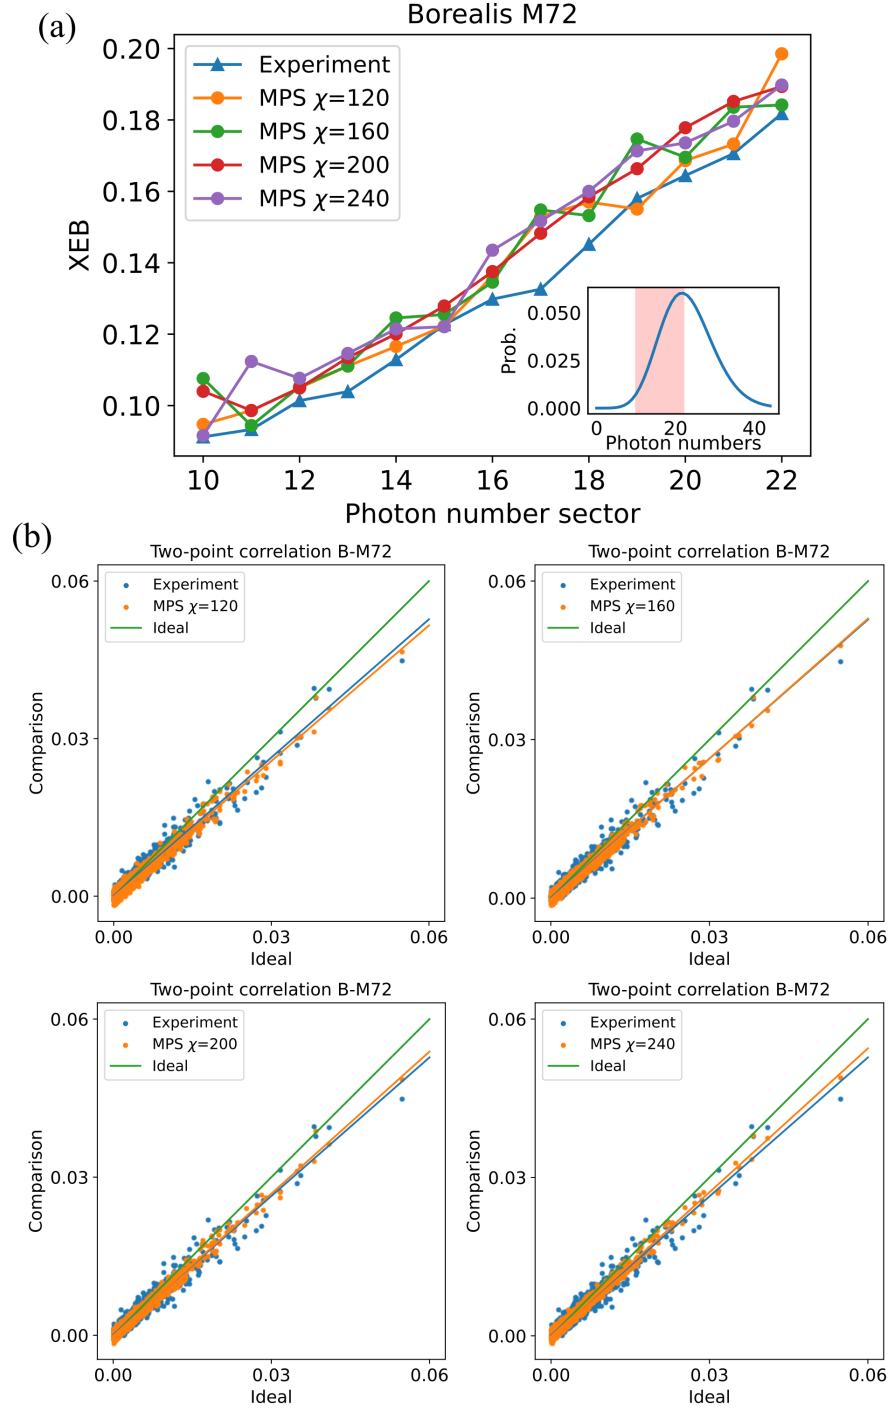 (a)
Borealis M72
Experiment
MPS χ=120
MPS χ=160
MPS χ=200
MPS χ=240
XEB
0.20
0.18
0.16
0.14
0.12
0.10
10 12 14 16 18 20 22
Photon number sector
Prob.
0.050
0.025
0.000
0 20 40
Photon numbers
(b)
Two-point correlation B-M72
Experiment
MPS χ=120
Ideal
Comparison
0.06
0.03
0.00
0.00 0.03 0.06
Ideal
Two-point correlation B-M72
Experiment
MPS χ=160
Ideal
Comparison
0.06
0.03
0.00
0.00 0.03 0.06
Ideal
Two-point correlation B-M72
Experiment
MPS χ=200
Ideal
Comparison
0.06
0.03
0.00
0.00 0.03 0.06
Ideal
Two-point correlation B-M72
Experiment
MPS χ=240
Ideal
Comparison
0.06
0.03
0.00
0.00 0.03 0.06
Ideal